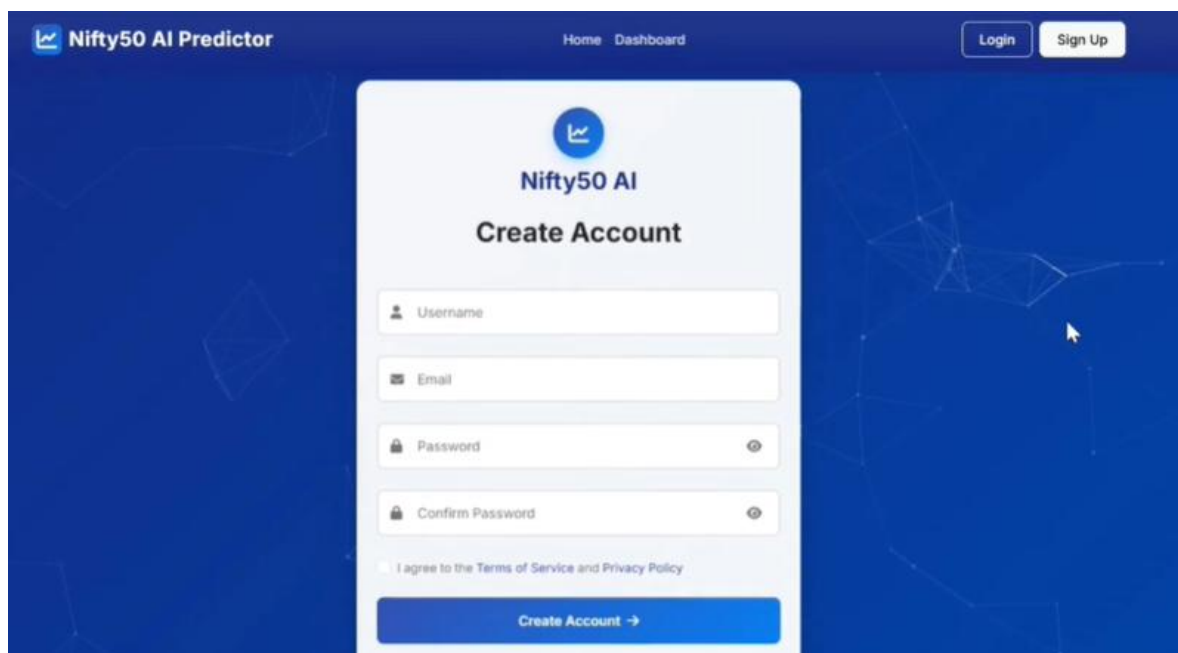 Nifty50 AI Predictor
Home Dashboard
Login
Sign Up
Nifty50 AI
Create Account
Username
Email
Password
Confirm Password
I agree to the Terms of Service and Privacy Policy
Create Account →